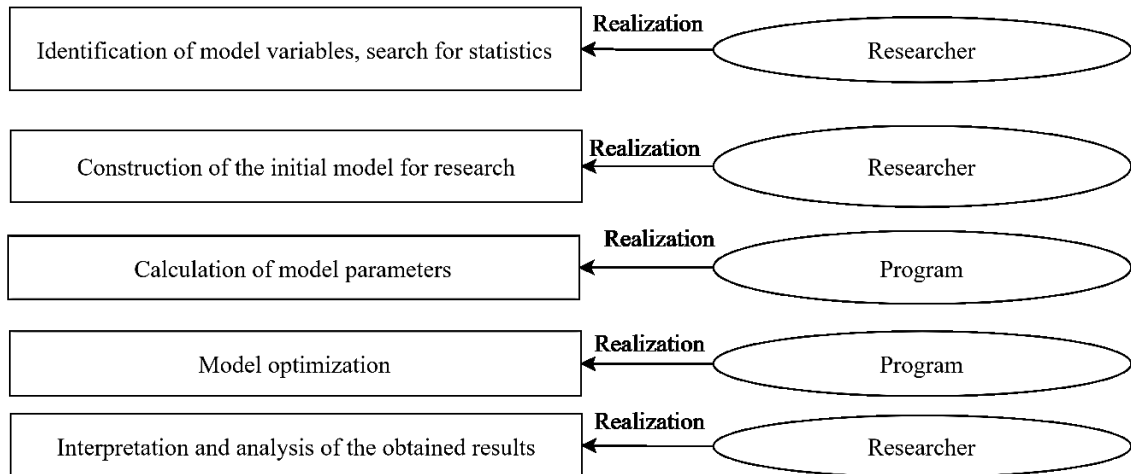 Identification of model variables, search for statistics
Realization
Researcher
Construction of the initial model for research
Realization
Researcher
Calculation of model parameters
Realization
Program
Model optimization
Realization
Program
Interpretation and analysis of the obtained results
Realization
Researcher